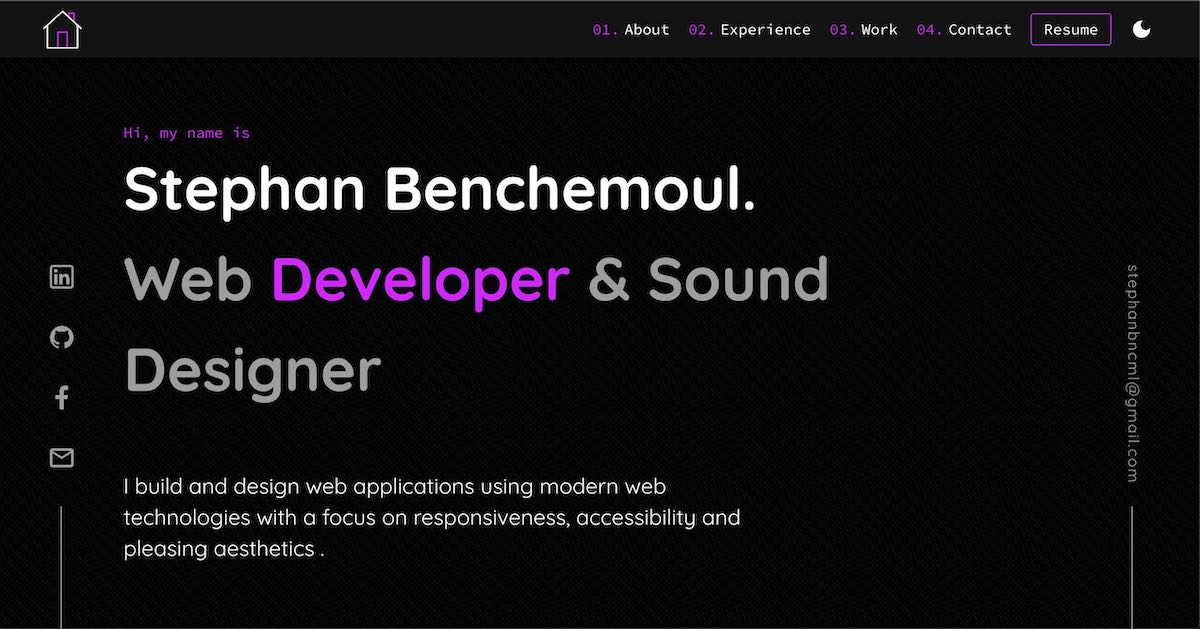 01. About 02. Experience 03. Work 04. Contact Resume
Hi, my name is
Stephan Benchemoul.
Web Developer & Sound
Designer
I build and design web applications using modern web
technologies with a focus on responsiveness, accessibility and
pleasing aesthetics .
stephanbncml@gmail.com